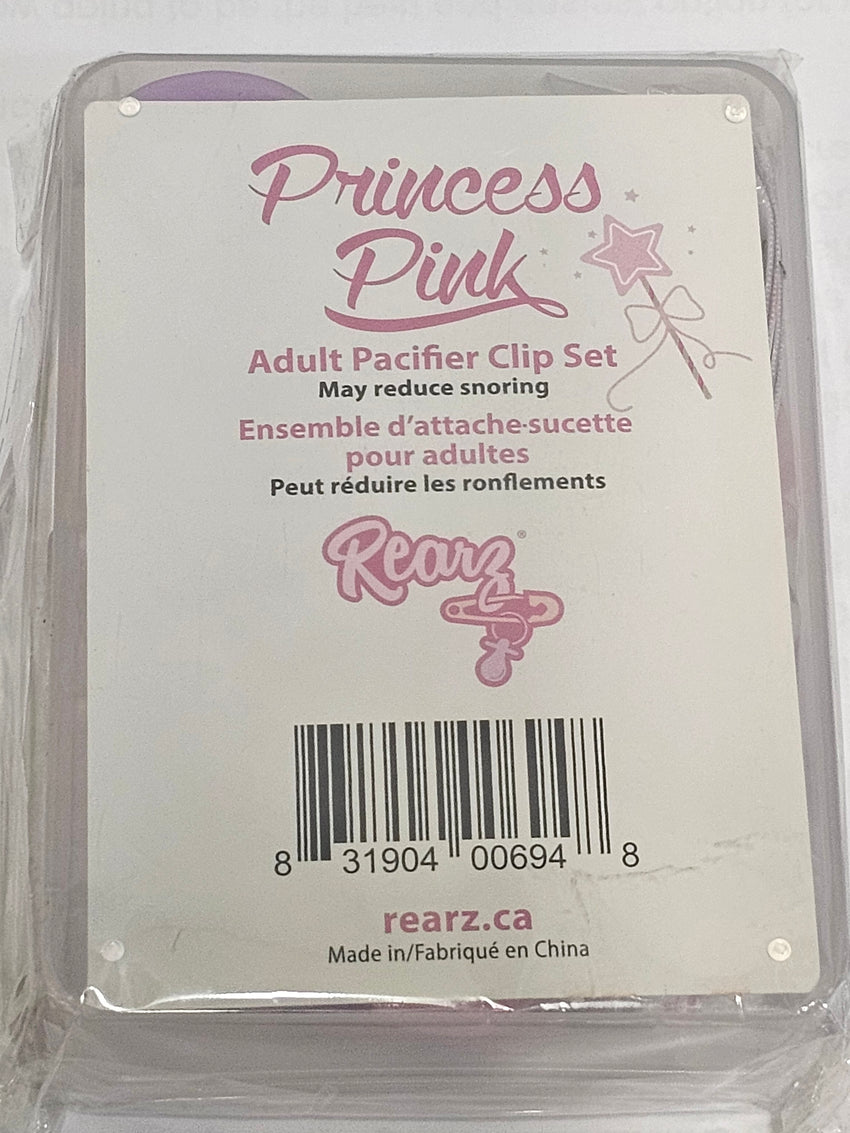 Princess
Pink
Adult Pacifier Clip Set
May reduce snoring
Ensemble d'attache-sucette
pour adultes
Peut réduire les ronflements
Rearz®
8 31904 00694 8
rearz.ca
Made in/Fabriqué en China